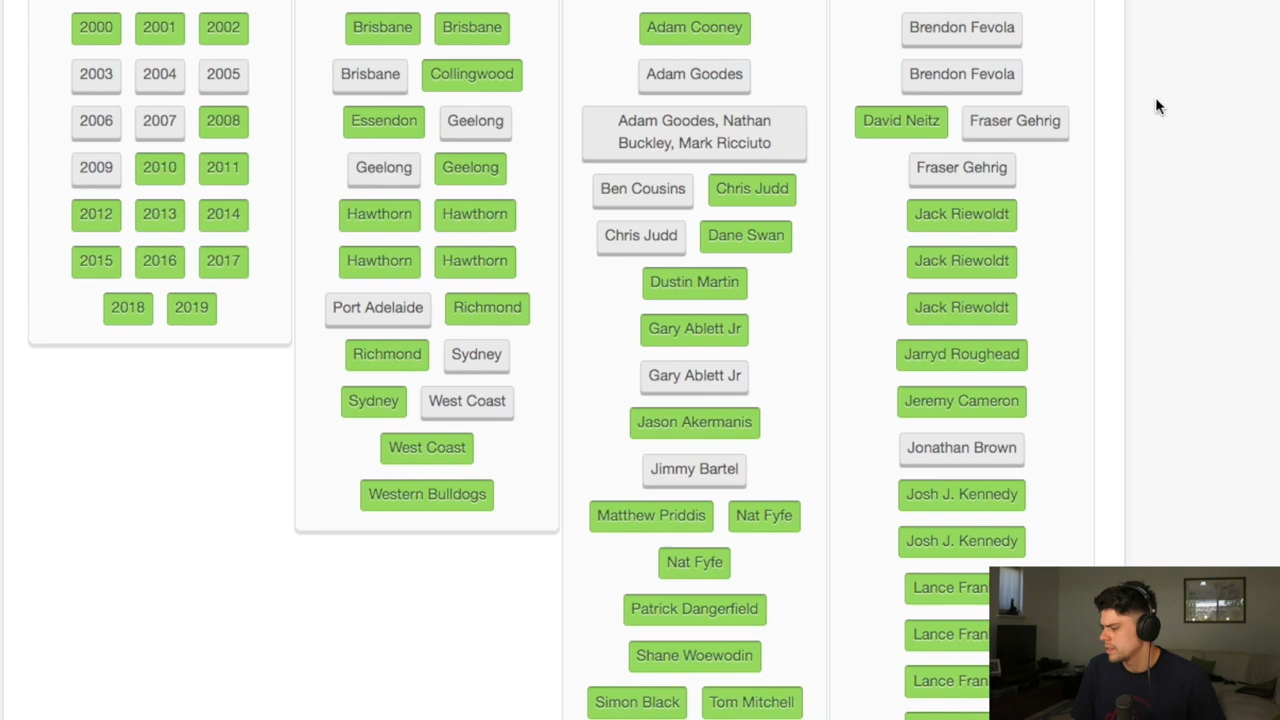 2000 2001 2002
2003 2004 2005
2006 2007 2008
2009 2010 2011
2012 2013 2014
2015 2016 2017
2018 2019
Brisbane Brisbane
Brisbane Collingwood
Essendon Geelong
Geelong Geelong
Hawthorn Hawthorn
Hawthorn Hawthorn
Port Adelaide Richmond
Richmond Sydney
Sydney West Coast
West Coast
Western Bulldogs
Adam Cooney
Adam Goodes
Adam Goodes, Nathan
Buckley, Mark Ricciuto
Ben Cousins Chris Judd
Chris Judd Dane Swan
Dustin Martin
Gary Ablett Jr
Gary Ablett Jr
Jason Akermanis
Jimmy Bartel
Matthew Priddis Nat Fyfe
Nat Fyfe
Patrick Dangerfield
Shane Woewodin
Simon Black Tom Mitchell
Brendon Fevola
Brendon Fevola
David Neitz Fraser Gehrig
Fraser Gehrig
Jack Riewoldt
Jack Riewoldt
Jack Riewoldt
Jarryd Roughead
Jeremy Cameron
Jonathan Brown
Josh J. Kennedy
Josh J. Kennedy
Lance Fran
Lance Fran
Lance Fran